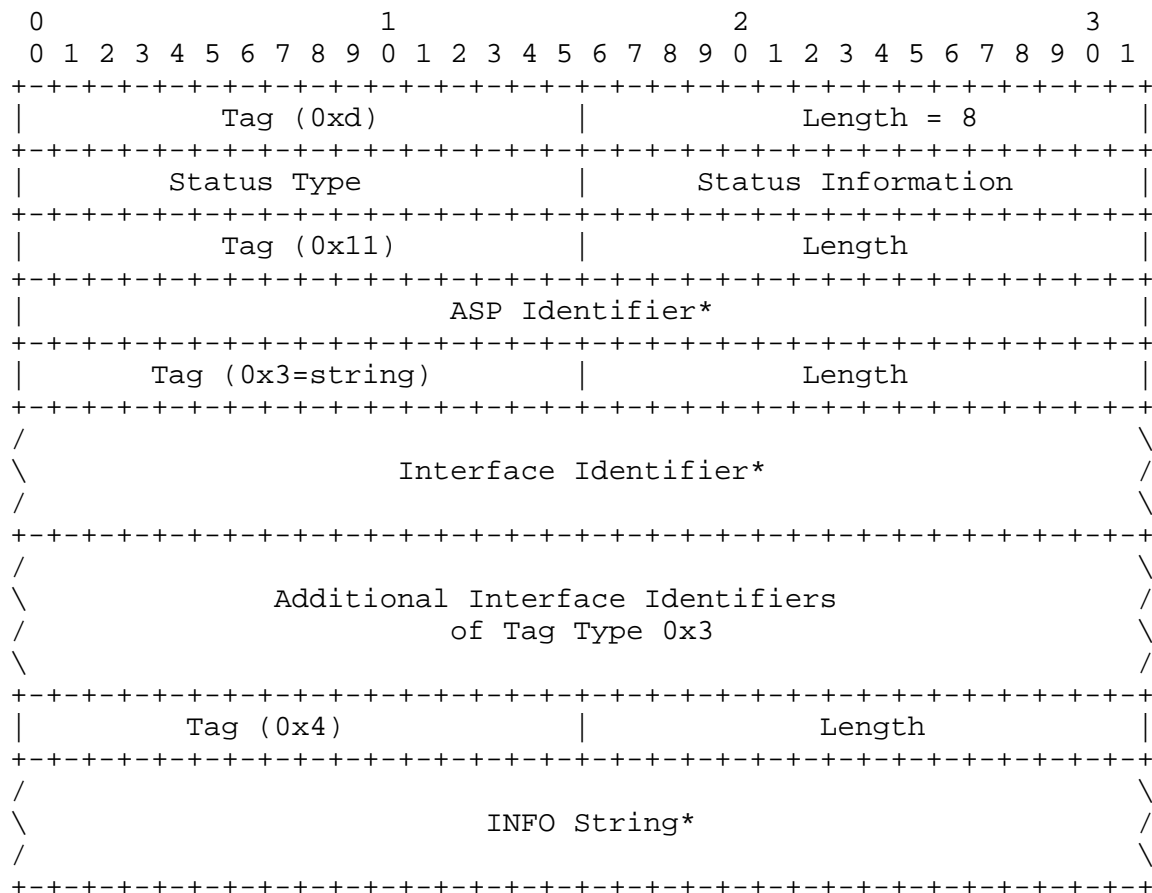 0                   1                   2                   3
 0 1 2 3 4 5 6 7 8 9 0 1 2 3 4 5 6 7 8 9 0 1 2 3 4 5 6 7 8 9 0 1
+-+-+-+-+-+-+-+-+-+-+-+-+-+-+-+-+-+-+-+-+-+-+-+-+-+-+-+-+-+-+-+-+
|           Tag (0xd)           |            Length = 8         |
+-+-+-+-+-+-+-+-+-+-+-+-+-+-+-+-+-+-+-+-+-+-+-+-+-+-+-+-+-+-+-+-+
|        Status Type            |      Status Information       |
+-+-+-+-+-+-+-+-+-+-+-+-+-+-+-+-+-+-+-+-+-+-+-+-+-+-+-+-+-+-+-+-+
|           Tag (0x11)          |            Length             |
+-+-+-+-+-+-+-+-+-+-+-+-+-+-+-+-+-+-+-+-+-+-+-+-+-+-+-+-+-+-+-+-+
|                        ASP Identifier*                        |
+-+-+-+-+-+-+-+-+-+-+-+-+-+-+-+-+-+-+-+-+-+-+-+-+-+-+-+-+-+-+-+-+
|       Tag (0x3=string)        |            Length             |
+-+-+-+-+-+-+-+-+-+-+-+-+-+-+-+-+-+-+-+-+-+-+-+-+-+-+-+-+-+-+-+-+
/                                                               \
\                     Interface Identifier*                     /
/                                                               \
+-+-+-+-+-+-+-+-+-+-+-+-+-+-+-+-+-+-+-+-+-+-+-+-+-+-+-+-+-+-+-+-+
/                                                               \
\              Additional Interface Identifiers                 /
/                        of Tag Type 0x3                        \
\                                                               /
+-+-+-+-+-+-+-+-+-+-+-+-+-+-+-+-+-+-+-+-+-+-+-+-+-+-+-+-+-+-+-+-+
|         Tag (0x4)             |             Length            |
+-+-+-+-+-+-+-+-+-+-+-+-+-+-+-+-+-+-+-+-+-+-+-+-+-+-+-+-+-+-+-+-+
/                                                               \
\                          INFO String*                         /
/                                                               \
+-+-+-+-+-+-+-+-+-+-+-+-+-+-+-+-+-+-+-+-+-+-+-+-+-+-+-+-+-+-+-+-+